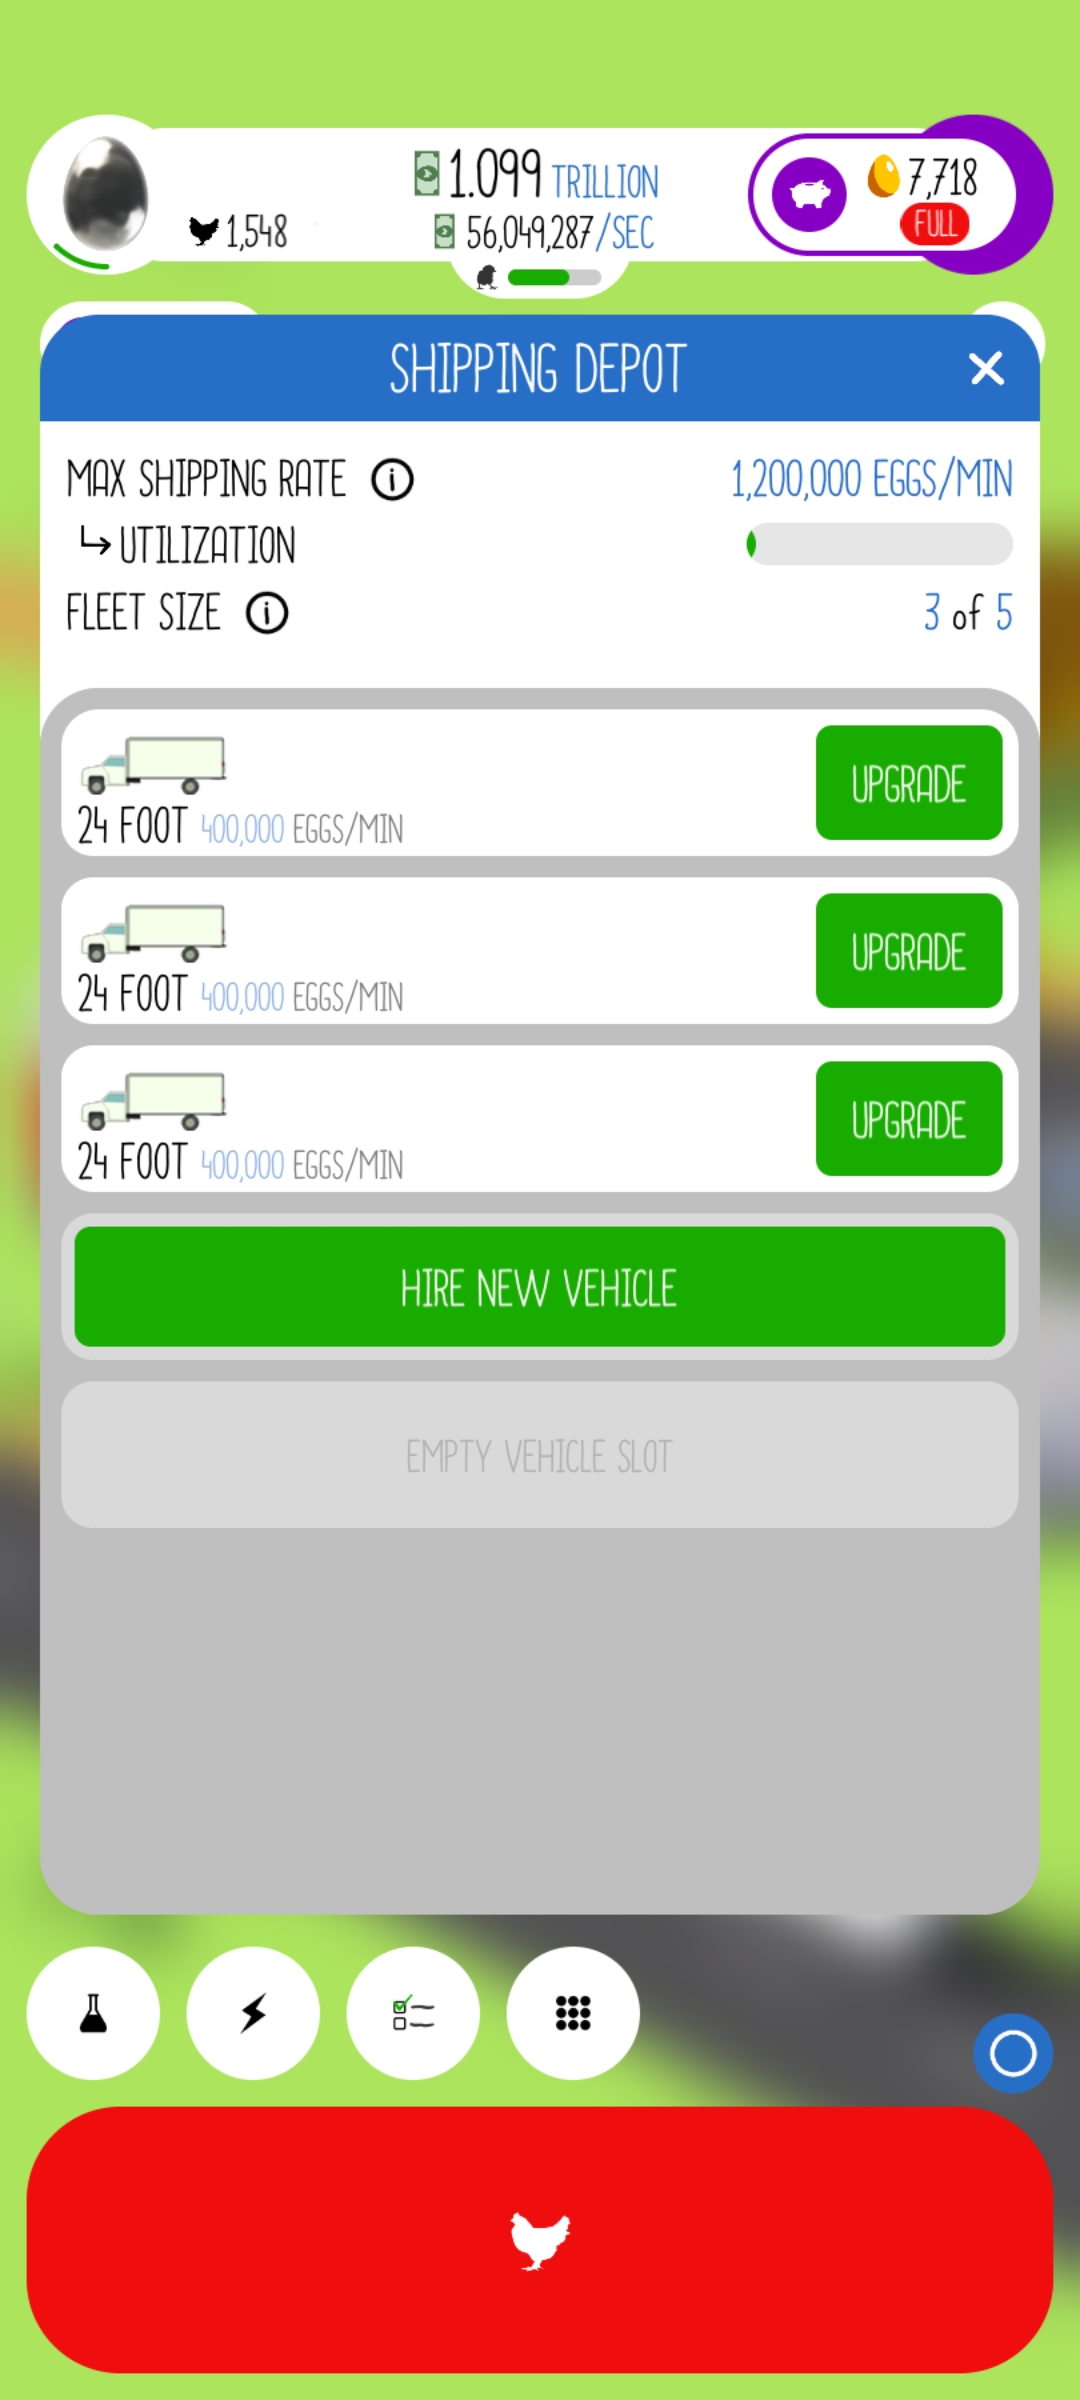 1.099 TRILLION
1,548
56,049,287/SEC
7,718
FULL
SHIPPING DEPOT
MAX SHIPPING RATE 1,200,000 EGGS/MIN
UTILIZATION
FLEET SIZE 3 of 5
24 FOOT 400,000 EGGS/MIN
UPGRADE
24 FOOT 400,000 EGGS/MIN
UPGRADE
24 FOOT 400,000 EGGS/MIN
UPGRADE
HIRE NEW VEHICLE
EMPTY VEHICLE SLOT